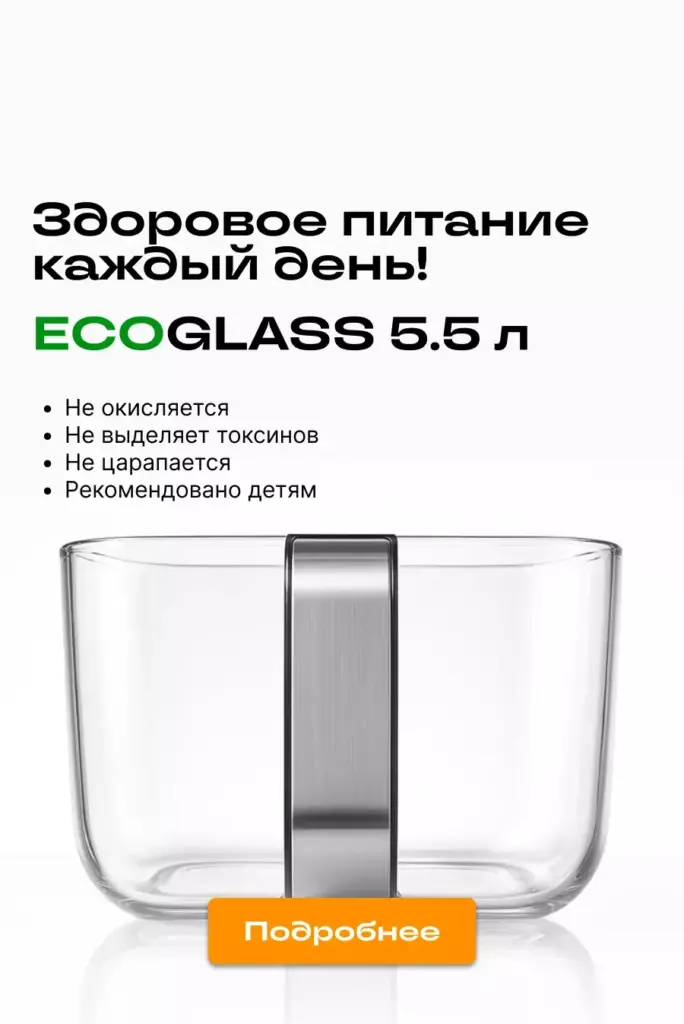 Здоровое питание
каждый день!
ECOGLASS 5.5 л
• Не окисляется
• Не выделяет токсинов
• Не царапается
• Рекомендовано детям
Подробнее